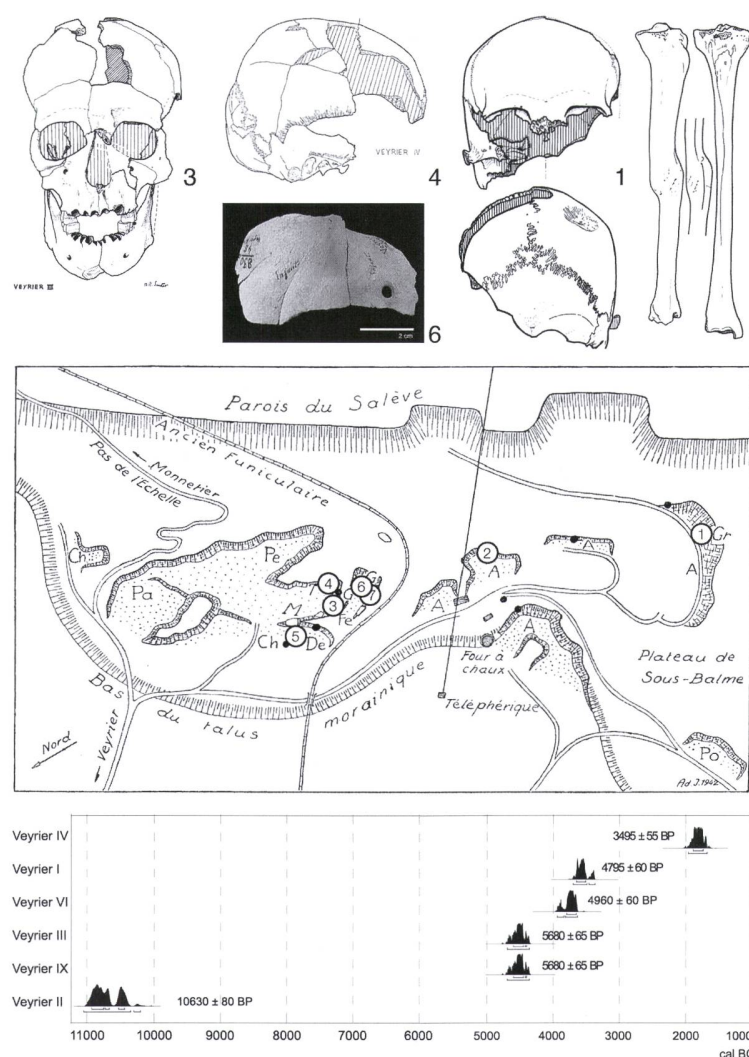 3
VEYRIER III
4
VEYRIER IV
1
Infans
2 cm
6
Parois du Salève
Ancien Funiculaire
Pas de l'Echelle
Monnetier
Ch
Pe
Pa
4
3
6
7
M
Fe
5
Ch
De
2
A
A
A
A
A
1
Gr
Bas du talus morainique
Four à chaux
Téléphérique
Plateau de Sous-Balme
Po
Nord
Veyrier
Ad J. 1942
Veyrier IV 3495 ± 55 BP
Veyrier I 4795 ± 60 BP
Veyrier VI 4960 ± 60 BP
Veyrier III 5680 ± 65 BP
Veyrier IX 5680 ± 65 BP
Veyrier II 10630 ± 80 BP
11000 10000 9000 8000 7000 6000 5000 4000 3000 2000 1000